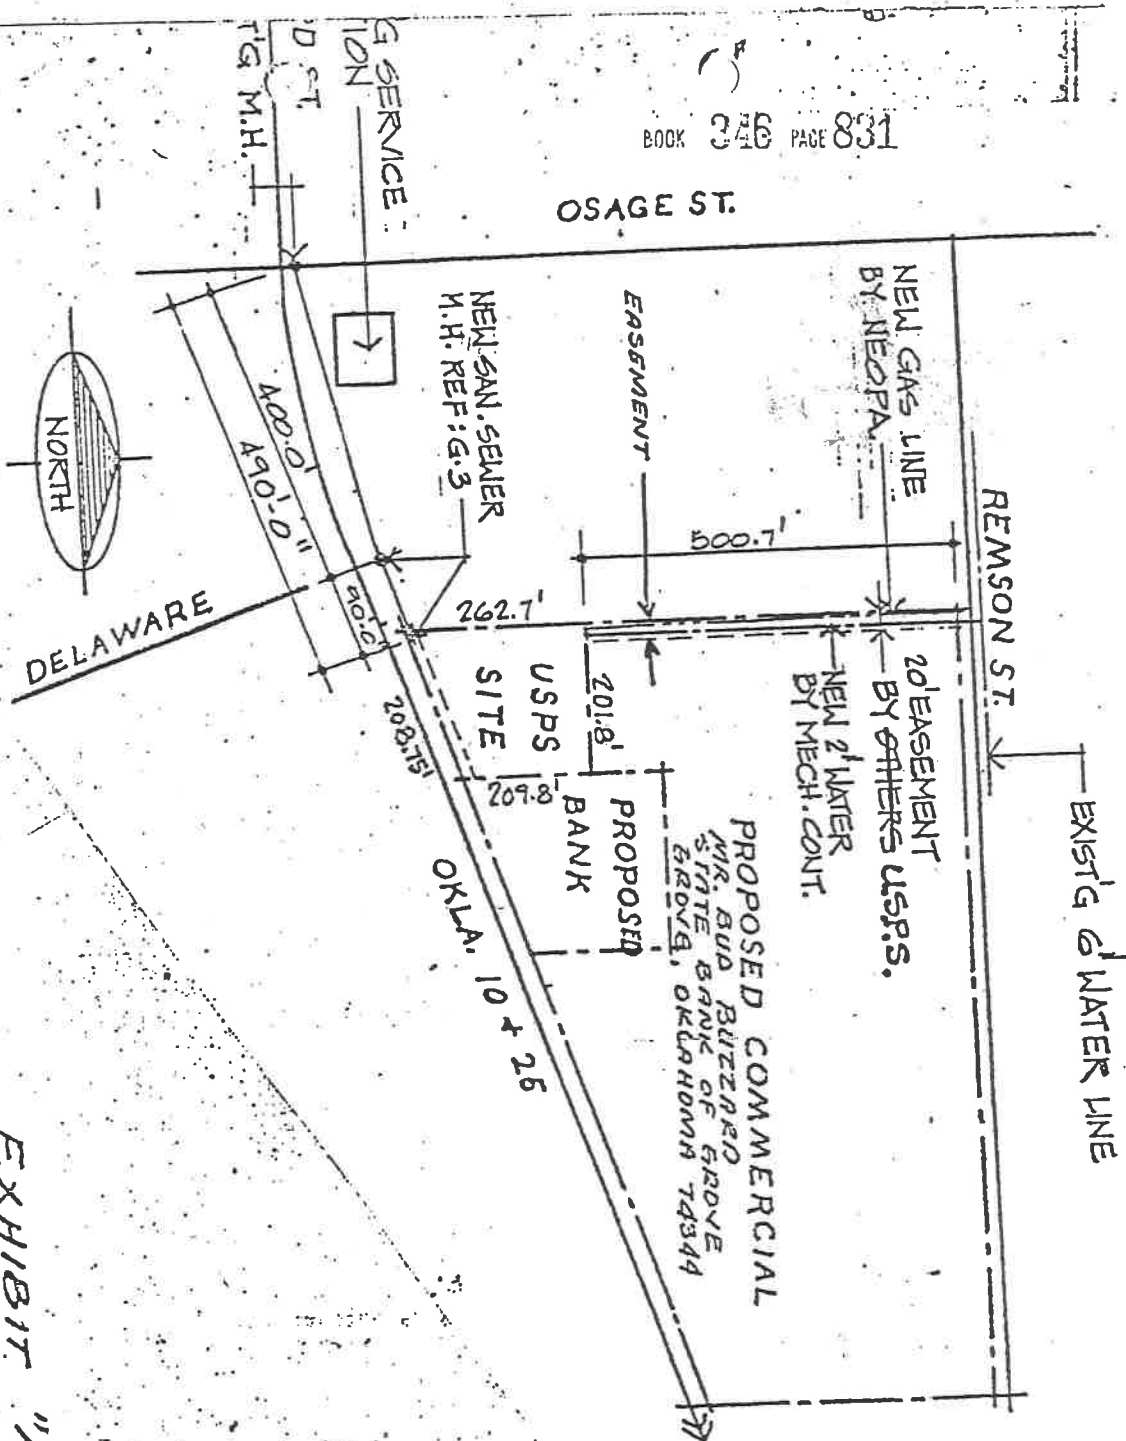 BOOK 346 PAGE 831
OSAGE ST.
G SERVICE
ION
D ST.
T'G M.H.
NEW GAS LINE
BY NEOPA
EASEMENT
NEW SAN. SEWER
M.H. REF: G-3
400.0'
490'-0"
90'.0"
NORTH
DELAWARE
500.7'
262.7'
REMSON ST.
20' EASEMENT
BY OTHERS U.S.P.S.
NEW 2" WATER
BY MECH. CONT.
EXIST'G 6" WATER LINE
201.8'
USPS
SITE
208.75'
209.8'
PROPOSED
BANK
PROPOSED COMMERCIAL
MR. BUD BUZZARD
STATE BANK OF GROVE
GROVE, OKLAHOMA 74344
OKLA. 10 + 25
EXHIBIT "